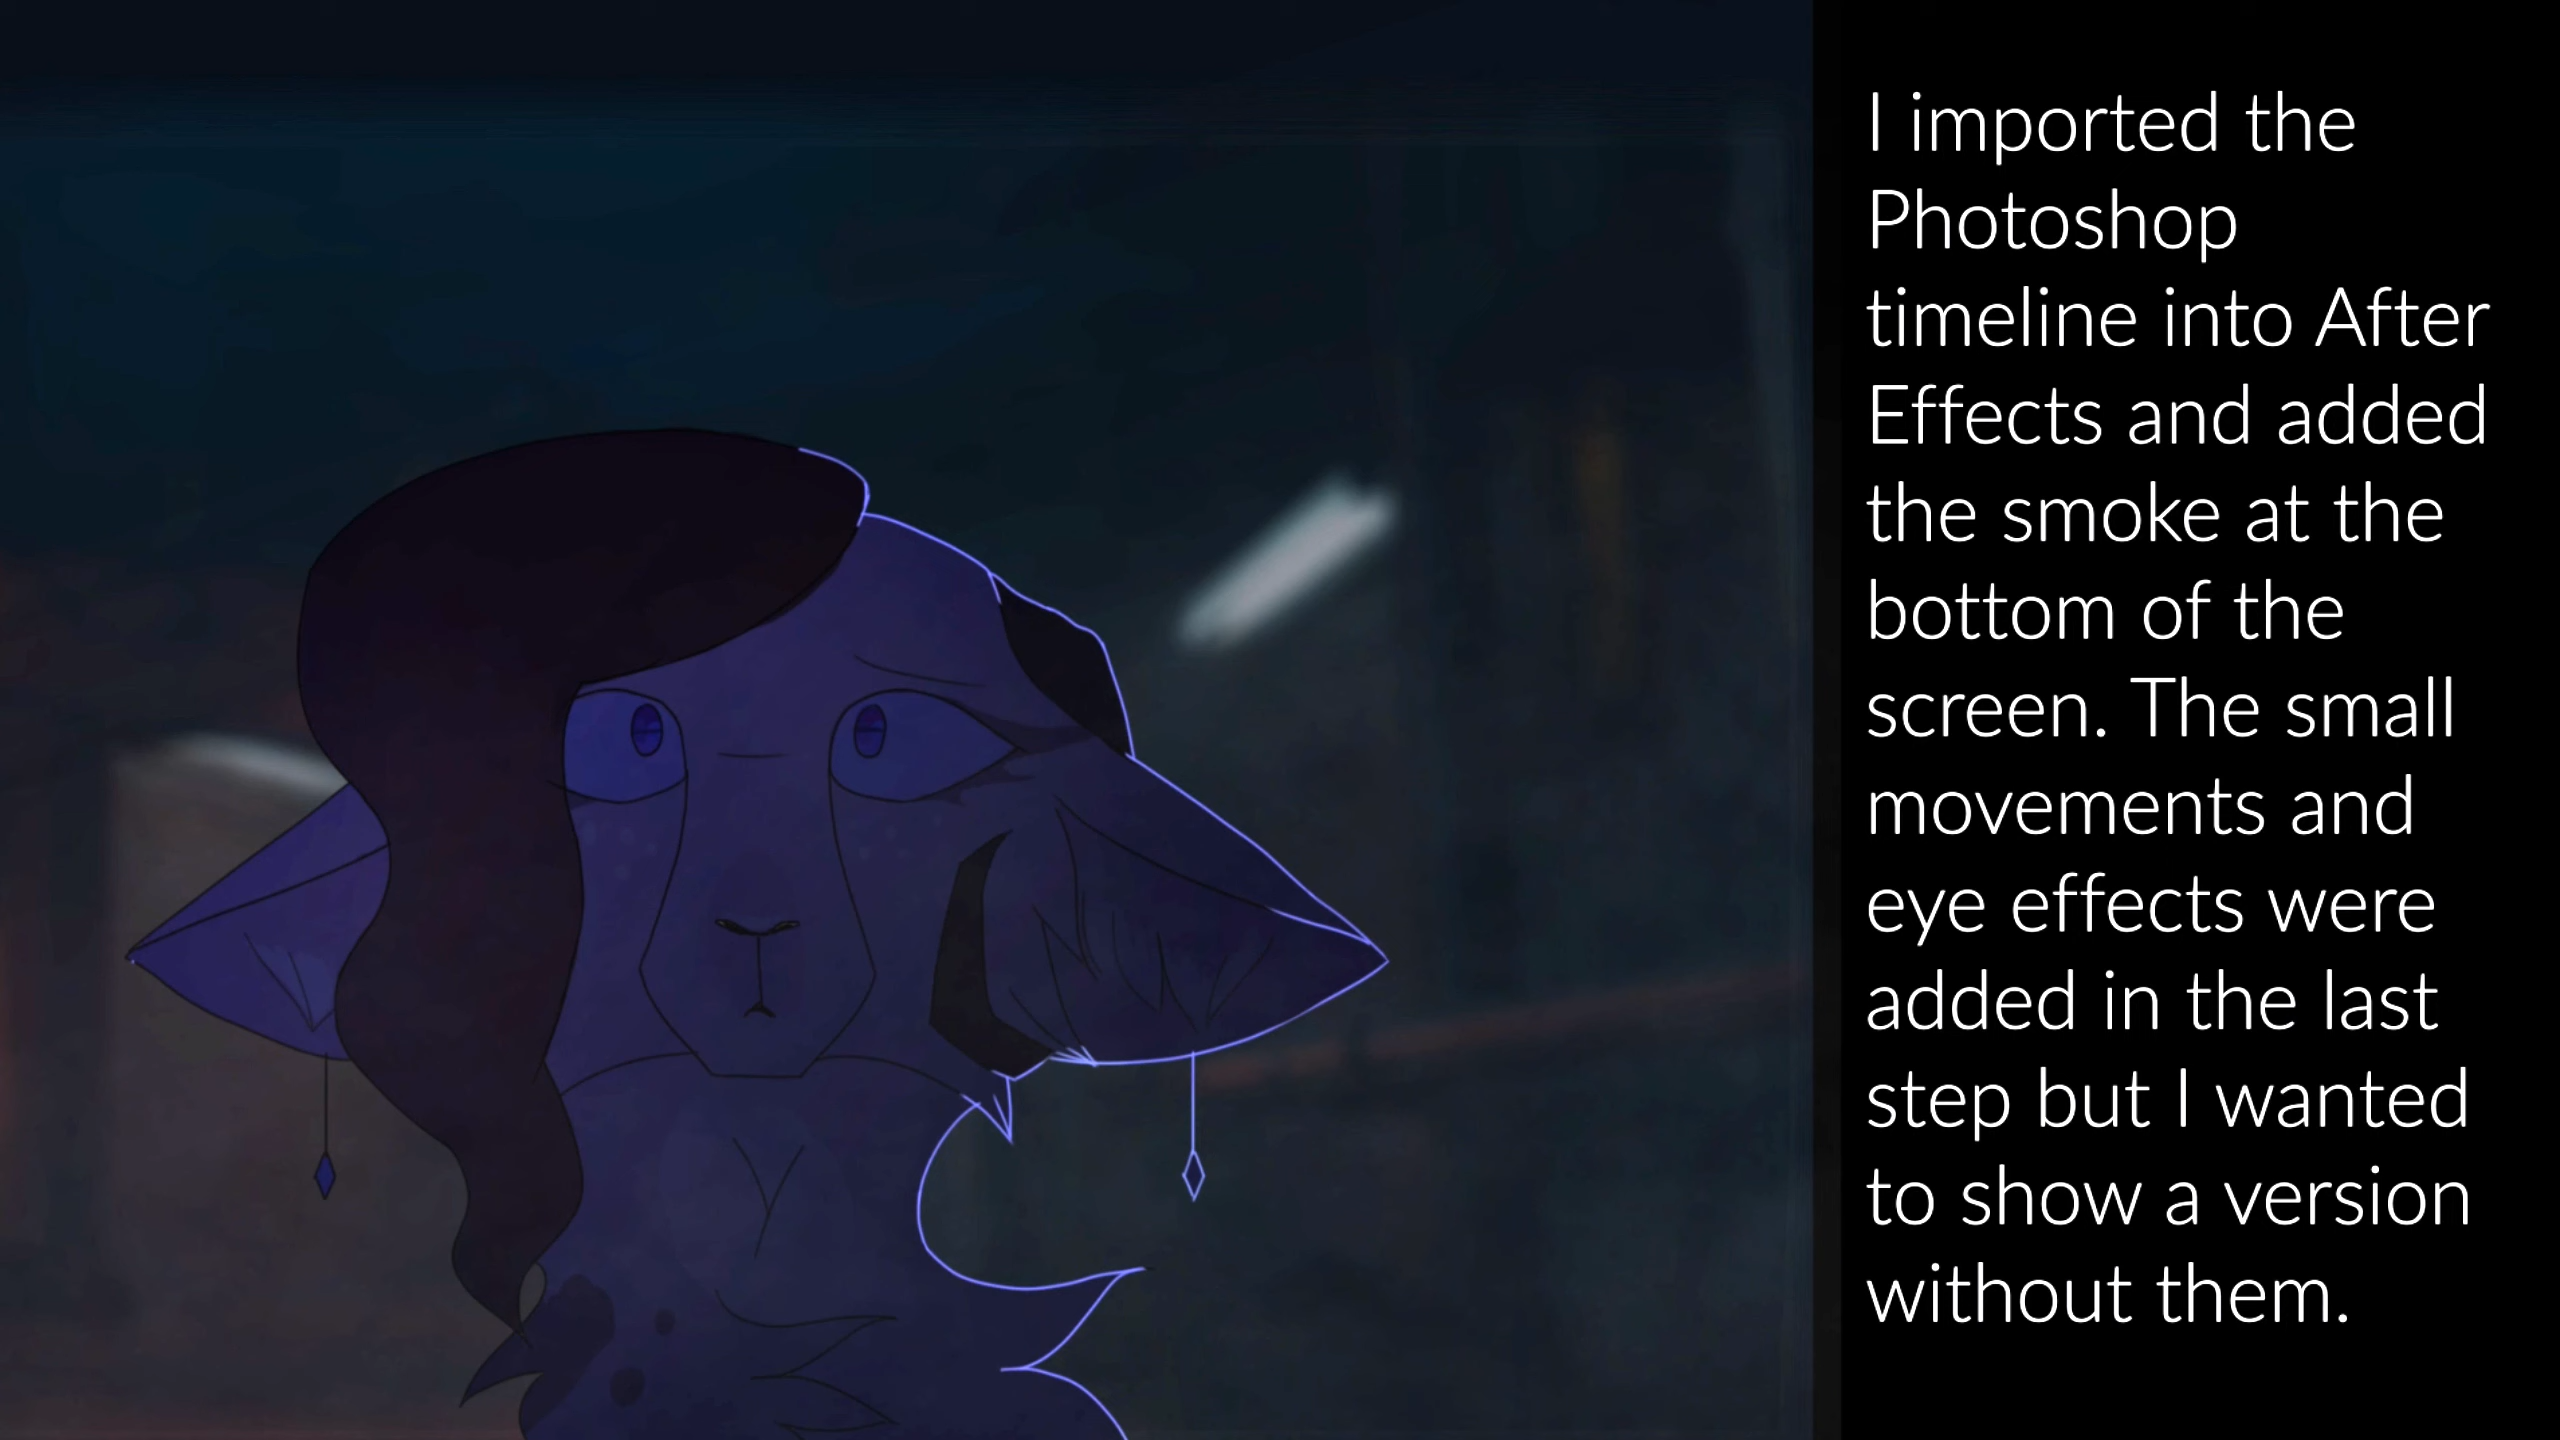 I imported the
Photoshop
timeline into After
Effects and added
the smoke at the
bottom of the
screen. The small
movements and
eye effects were
added in the last
step but I wanted
to show a version
without them.